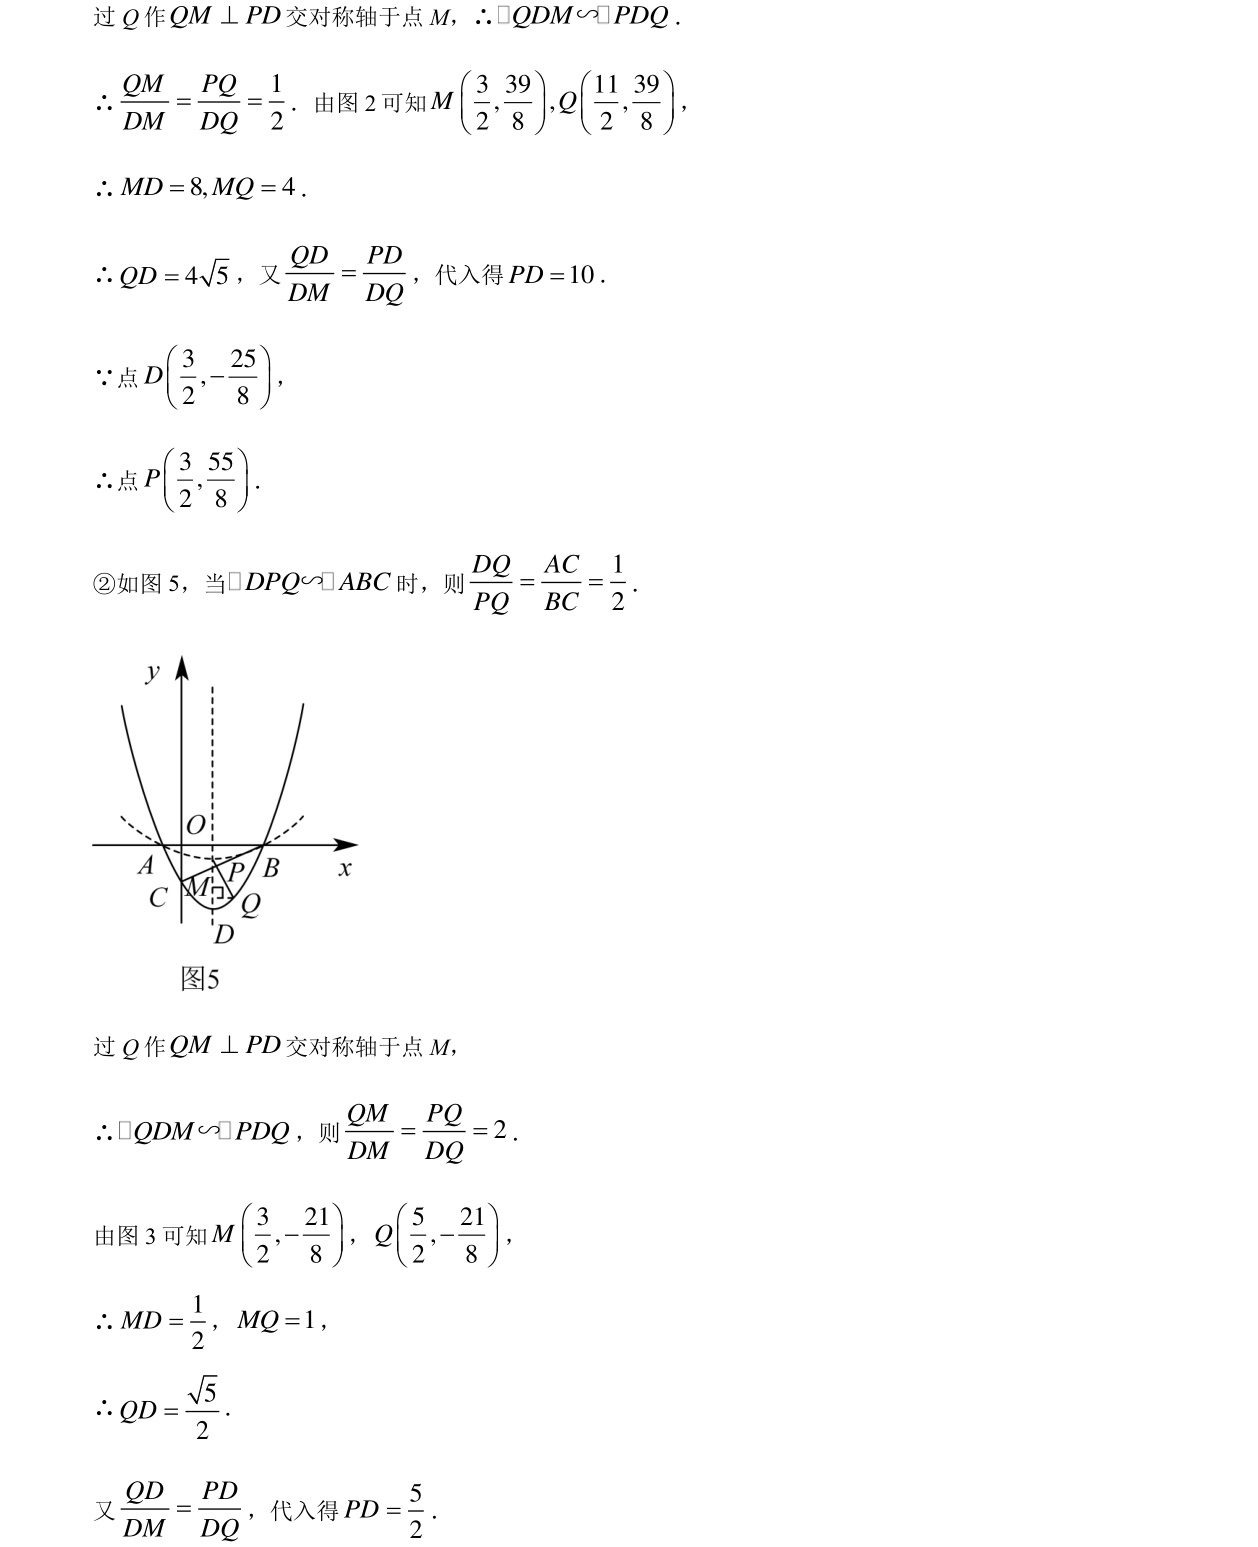 过 Q 作 QM ⊥ PD 交对称轴于点 M，∴□QDM∽□PDQ．
∴ QM/DM = PQ/DQ = 1/2． 由图 2 可知 M(3/2, 39/8), Q(11/2, 39/8)，
∴ MD = 8, MQ = 4．
∴ QD = 4√5， 又 QD/DM = PD/DQ， 代入得 PD = 10．
∵点 D(3/2, −25/8)，
∴点 P(3/2, 55/8)．
②如图 5，当□DPQ∽□ABC 时，则 DQ/PQ = AC/BC = 1/2．
y
O
A
P
B
x
C
M
Q
D
图5
过 Q 作 QM ⊥ PD 交对称轴于点 M，
∴□QDM∽□PDQ，则 QM/DM = PQ/DQ = 2．
由图 3 可知 M(3/2, −21/8)， Q(5/2, −21/8)，
∴ MD = 1/2， MQ = 1，
∴ QD = √5/2．
又 QD/DM = PD/DQ， 代入得 PD = 5/2．